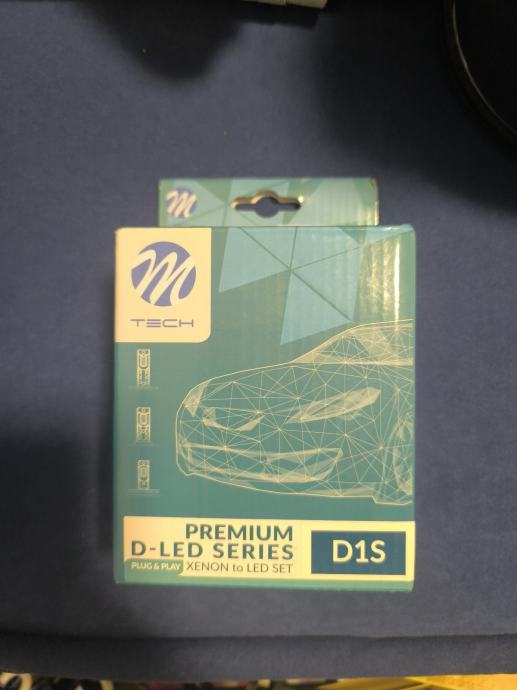 M
M
TECH
PREMIUM
D-LED SERIES
PLUG & PLAY XENON to LED SET
D1S